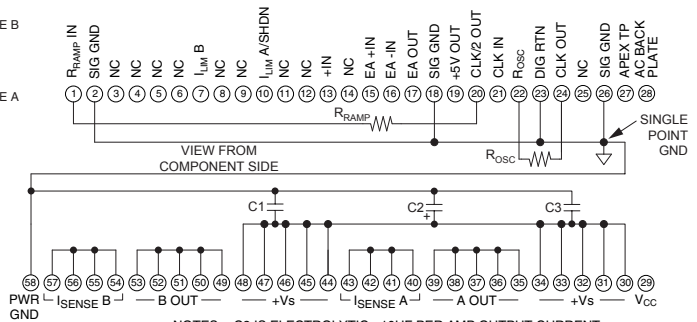 E B
E A
RRAMP IN
SIG GND
NC
NC
NC
NC
ILIM B
NC
NC
ILIM A/SHDN
NC
NC
+IN
NC
EA +IN
EA -IN
EA OUT
SIG GND
+5V OUT
CLK/2 OUT
CLK IN
ROSC
DIG RTN
CLK OUT
NC
SIG GND
APEX TP
AC BACK
PLATE
1 2 3 4 5 6 7 8 9 10 11 12 13 14 15 16 17 18 19 20 21 22 23 24 25 26 27 28
RRAMP
SINGLE
POINT
GND
VIEW FROM
COMPONENT SIDE
ROSC
C1
C2
+
C3
58 57 56 55 54 53 52 51 50 49 48 47 46 45 44 43 42 41 40 39 38 37 36 35 34 33 32 31 30 29
PWR
GND
ISENSE B
B OUT
+Vs
ISENSE A
A OUT
+Vs
VCC